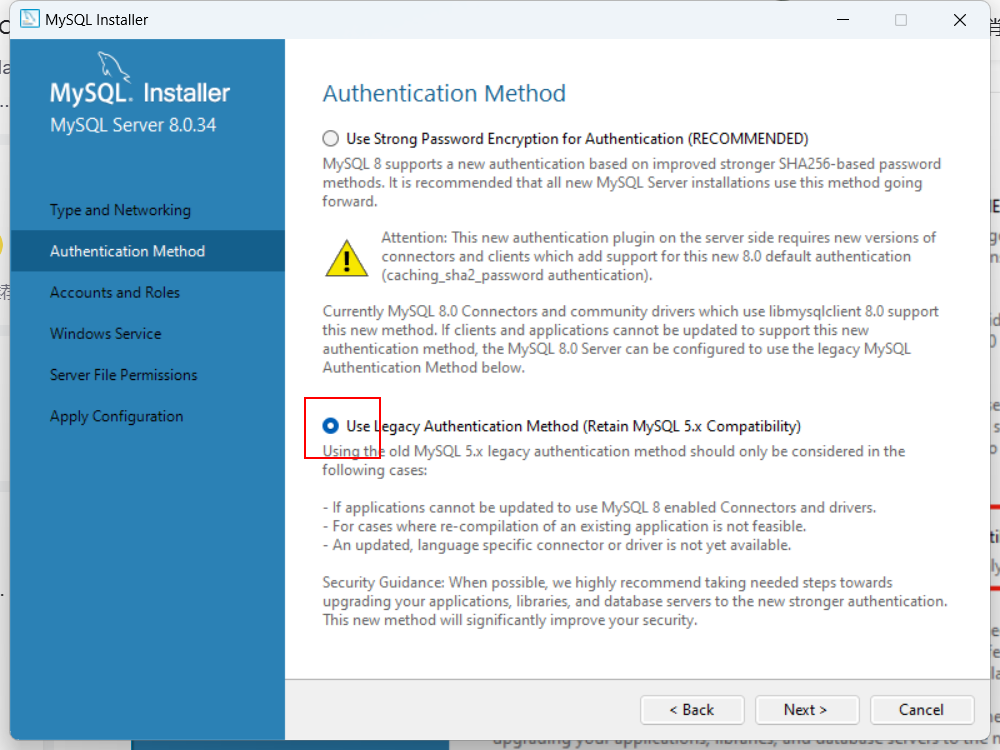 MySQL Installer
MySQL. Installer
MySQL Server 8.0.34
Type and Networking
Authentication Method
Accounts and Roles
Windows Service
Server File Permissions
Apply Configuration
Authentication Method
Use Strong Password Encryption for Authentication (RECOMMENDED)
MySQL 8 supports a new authentication based on improved stronger SHA256-based password
methods. It is recommended that all new MySQL Server installations use this method going
forward.
Attention: This new authentication plugin on the server side requires new versions of
connectors and clients which add support for this new 8.0 default authentication
(caching_sha2_password authentication).
Currently MySQL 8.0 Connectors and community drivers which use libmysqlclient 8.0 support
this new method. If clients and applications cannot be updated to support this new
authentication method, the MySQL 8.0 Server can be configured to use the legacy MySQL
Authentication Method below.
Use Legacy Authentication Method (Retain MySQL 5.x Compatibility)
Using the old MySQL 5.x legacy authentication method should only be considered in the
following cases:
- If applications cannot be updated to use MySQL 8 enabled Connectors and drivers.
- For cases where re-compilation of an existing application is not feasible.
- An updated, language specific connector or driver is not yet available.
Security Guidance: When possible, we highly recommend taking needed steps towards
upgrading your applications, libraries, and database servers to the new stronger authentication.
This new method will significantly improve your security.
< Back
Next >
Cancel
upgrading your applications, libraries, and database servers to the n